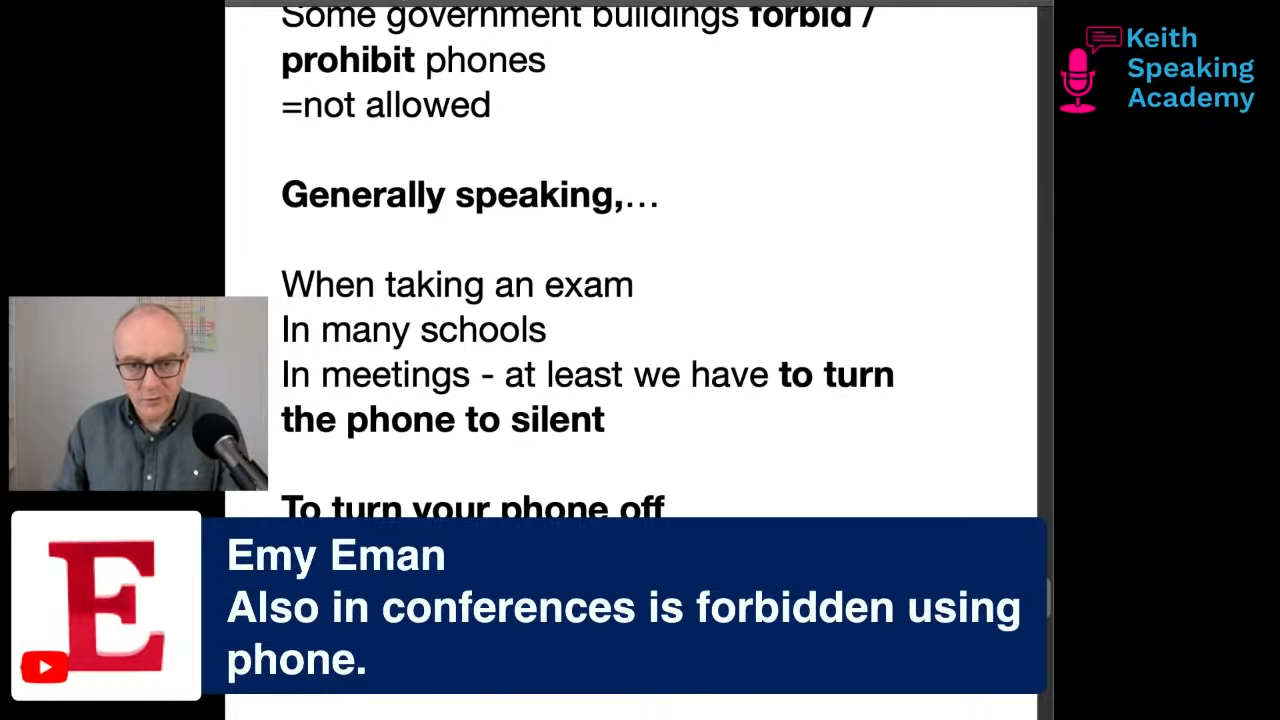 Some government buildings forbid /
prohibit phones
=not allowed
Generally speaking,…
When taking an exam
In many schools
In meetings - at least we have to turn
the phone to silent
To turn your phone off
Keith
Speaking
Academy
E
Emy Eman
Also in conferences is forbidden using
phone.